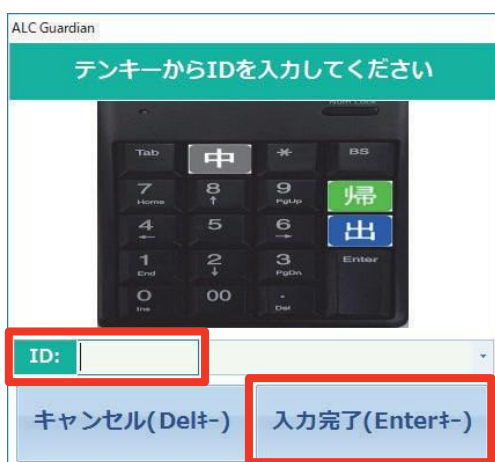 ALC Guardian
テンキーからIDを入力してください
Num Lock
Tab 中 * BS
7 8 9 帰
Home ↑ PgUp
4 5 6 出
← →
1 2 3 Enter
End ↓ PgDn
0 00 .
Ins Del
ID:
キャンセル(Delｷｰ) 入力完了(Enterｷｰ)